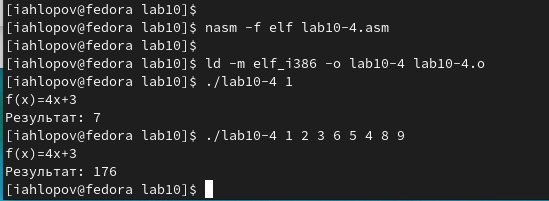 [iahlopov@fedora lab10]$
[iahlopov@fedora lab10]$ nasm -f elf lab10-4.asm
[iahlopov@fedora lab10]$
[iahlopov@fedora lab10]$ ld -m elf_i386 -o lab10-4 lab10-4.o
[iahlopov@fedora lab10]$ ./lab10-4 1
f(x)=4x+3
Результат: 7
[iahlopov@fedora lab10]$ ./lab10-4 1 2 3 6 5 4 8 9
f(x)=4x+3
Результат: 176
[iahlopov@fedora lab10]$